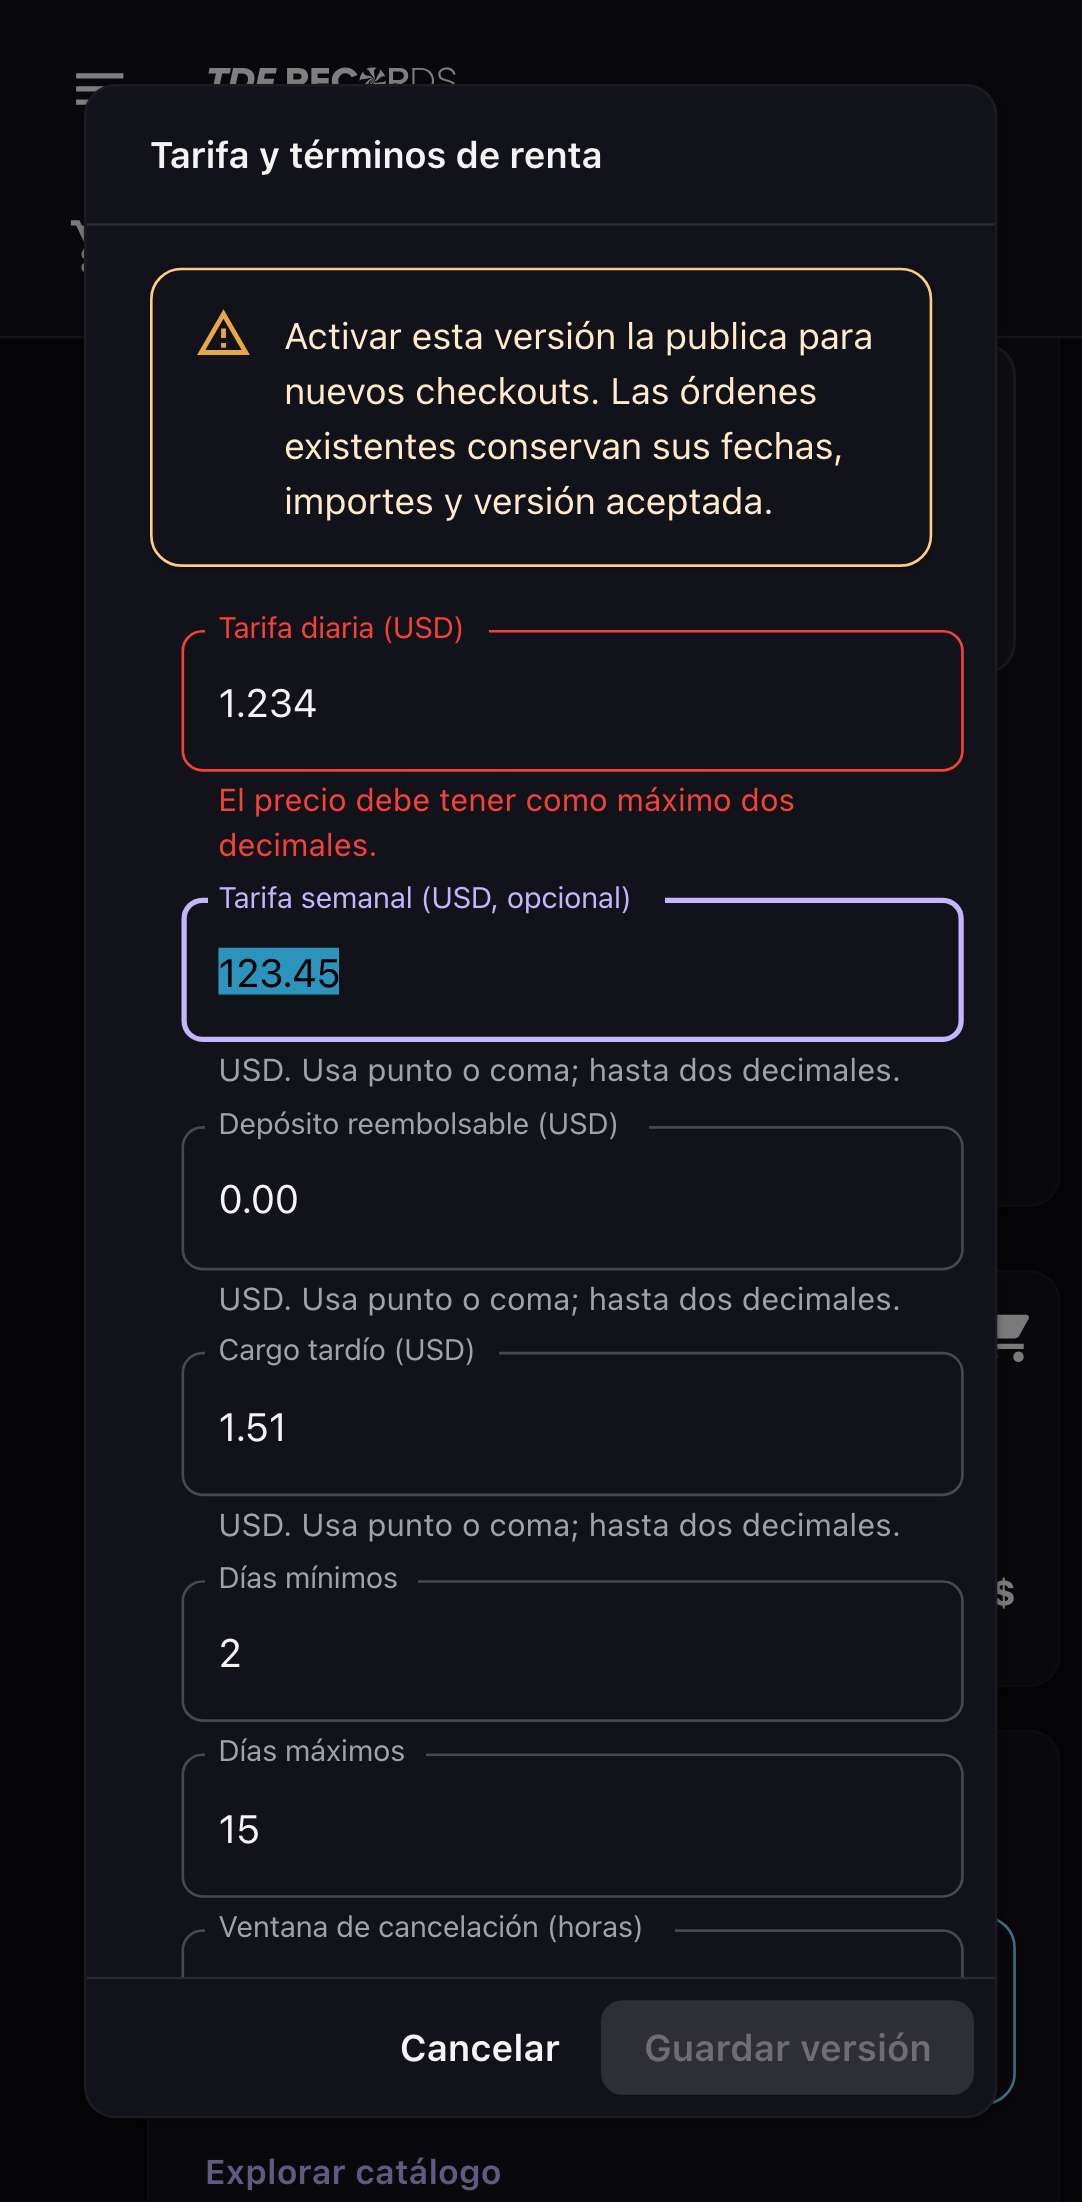 TDF RECORDS
Tarifa y términos de renta
Activar esta versión la publica para
nuevos checkouts. Las órdenes
existentes conservan sus fechas,
importes y versión aceptada.
Tarifa diaria (USD)
1.234
El precio debe tener como máximo dos
decimales.
Tarifa semanal (USD, opcional)
123.45
USD. Usa punto o coma; hasta dos decimales.
Depósito reembolsable (USD)
0.00
USD. Usa punto o coma; hasta dos decimales.
Cargo tardío (USD)
1.51
USD. Usa punto o coma; hasta dos decimales.
Días mínimos
2
$
Días máximos
15
Ventana de cancelación (horas)
Cancelar
Guardar versión
Explorar catálogo